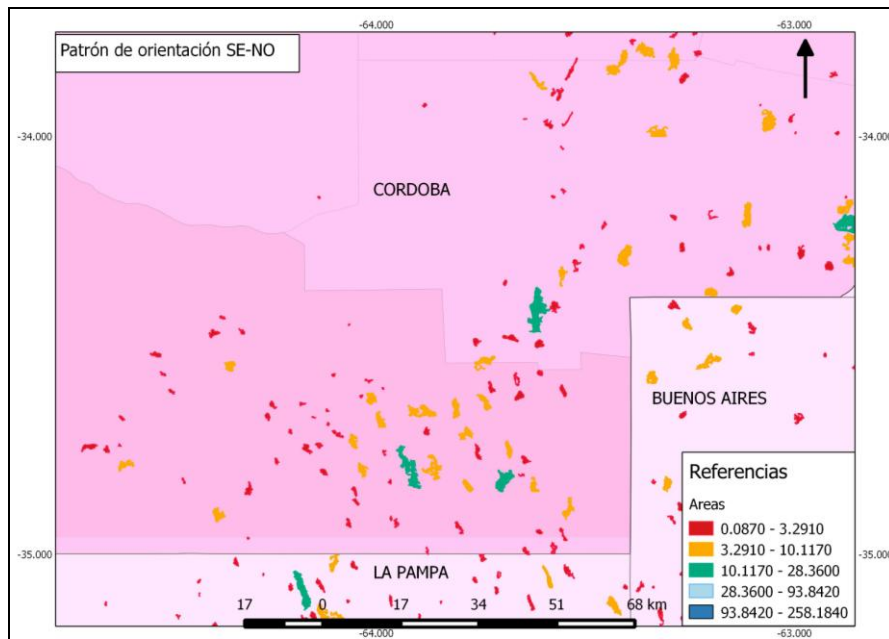 -64.000 -63.000
Patrón de orientación SE-NO
-34.000 -34.000
CORDOBA
BUENOS AIRES
Referencias
Areas
0.0870 - 3.2910
3.2910 - 10.1170
10.1170 - 28.3600
28.3600 - 93.8420
93.8420 - 258.1840
-35.000 -35.000
LA PAMPA
17 0 17 34 51 68 km
-64.000 -63.000